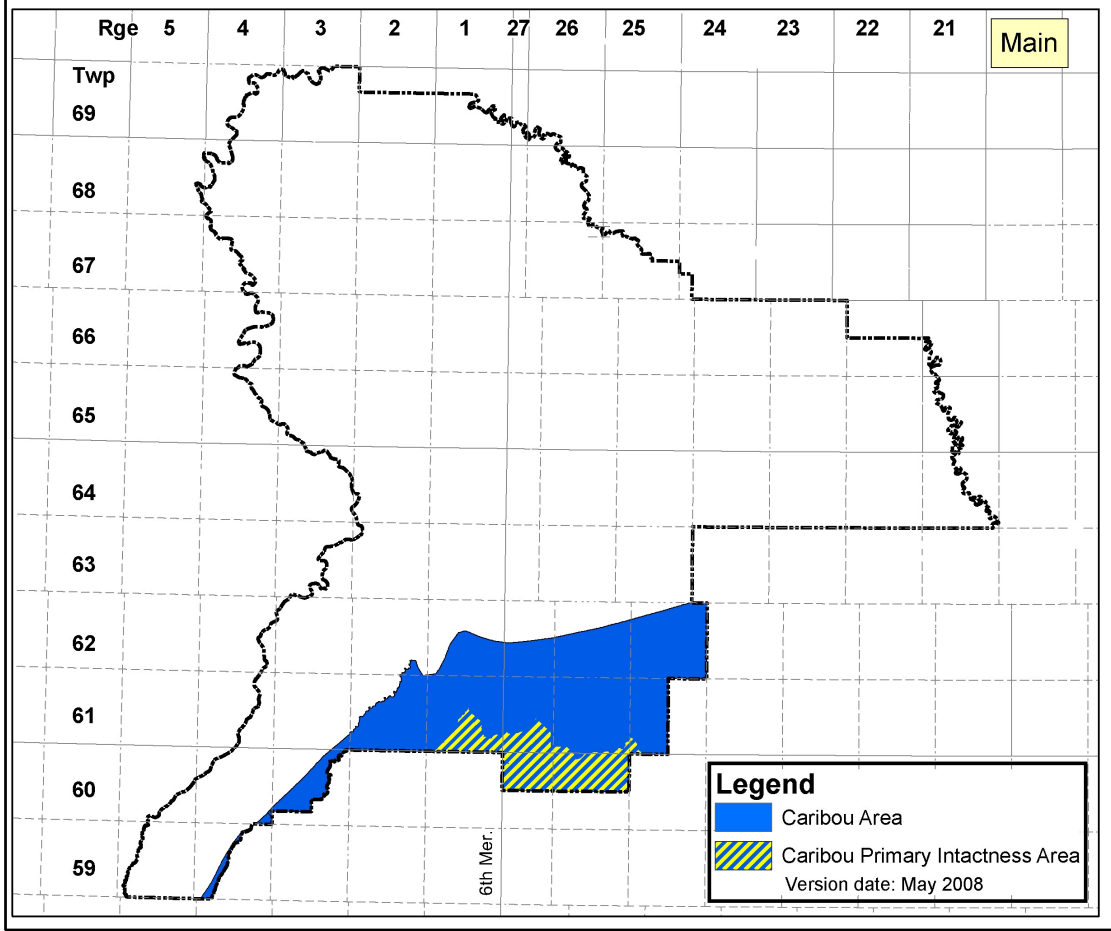 Rge 5 4 3 2 1 27 26 25 24 23 22 21
Main
Twp
69
68
67
66
65
64
63
62
61
60
59
6th Mer.
Legend
Caribou Area
Caribou Primary Intactness Area
Version date: May 2008